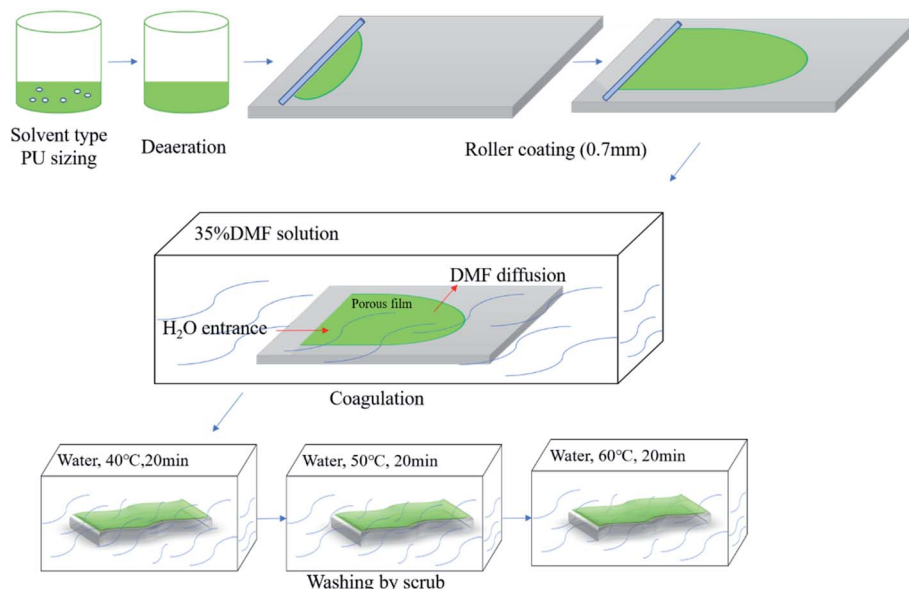 Solvent type
PU sizing
Deaeration
Roller coating (0.7mm)
35%DMF solution
DMF diffusion
Porous film
H₂O entrance
Coagulation
Water, 40℃,20min
Water, 50℃, 20min
Water, 60℃, 20min
Washing by scrub